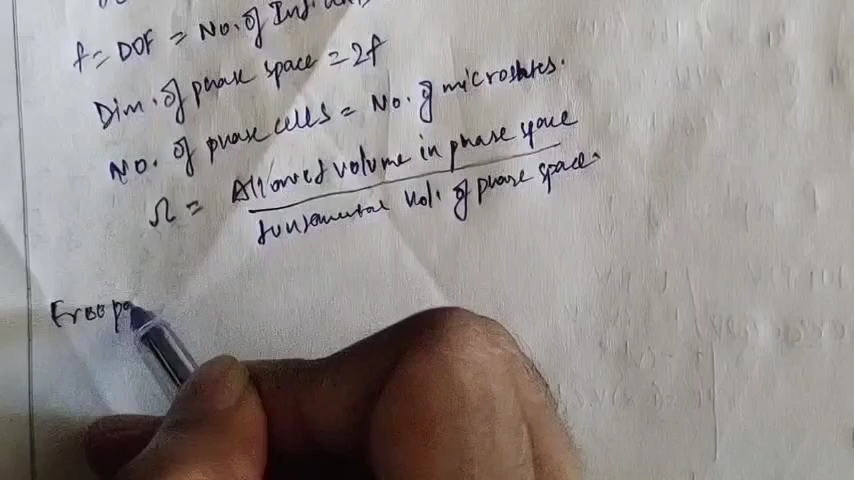 f = DOF = No. of
Dim. of phase space = 2f
No. of phase cells = No. of microstates.
Ω = Allowed volume in phase space
fundamental vol. of phase space.
Free